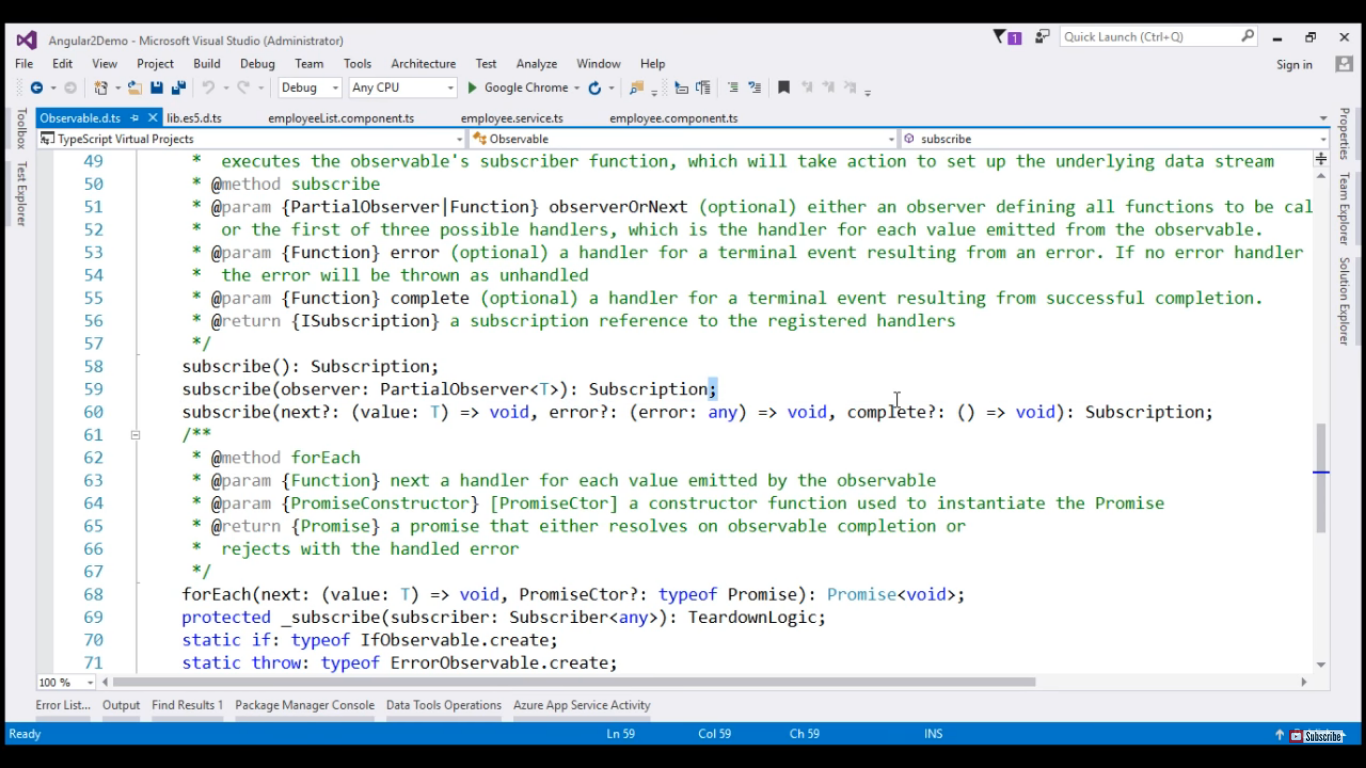 Angular2Demo - Microsoft Visual Studio (Administrator)
1
Quick Launch (Ctrl+Q)
File Edit View Project Build Debug Team Tools Architecture Test Analyze Window Help
Sign in
Debug Any CPU Google Chrome
Toolbox
Test Explorer
Observable.d.ts lib.es5.d.ts employeeList.component.ts employee.service.ts employee.component.ts
TypeScript Virtual Projects Observable subscribe
49 * executes the observable's subscriber function, which will take action to set up the underlying data stream
50 * @method subscribe
51 * @param {PartialObserver|Function} observerOrNext (optional) either an observer defining all functions to be cal
52 * or the first of three possible handlers, which is the handler for each value emitted from the observable.
53 * @param {Function} error (optional) a handler for a terminal event resulting from an error. If no error handler
54 * the error will be thrown as unhandled
55 * @param {Function} complete (optional) a handler for a terminal event resulting from successful completion.
56 * @return {ISubscription} a subscription reference to the registered handlers
57 */
58 subscribe(): Subscription;
59 subscribe(observer: PartialObserver<T>): Subscription;
60 subscribe(next?: (value: T) => void, error?: (error: any) => void, complete?: () => void): Subscription;
61 /**
62 * @method forEach
63 * @param {Function} next a handler for each value emitted by the observable
64 * @param {PromiseConstructor} [PromiseCtor] a constructor function used to instantiate the Promise
65 * @return {Promise} a promise that either resolves on observable completion or
66 * rejects with the handled error
67 */
68 forEach(next: (value: T) => void, PromiseCtor?: typeof Promise): Promise<void>;
69 protected _subscribe(subscriber: Subscriber<any>): TeardownLogic;
70 static if: typeof IfObservable.create;
71 static throw: typeof ErrorObservable.create;
Properties
Team Explorer
Solution Explorer
100 %
Error List... Output Find Results 1 Package Manager Console Data Tools Operations Azure App Service Activity
Ready Ln 59 Col 59 Ch 59 INS
Subscribe